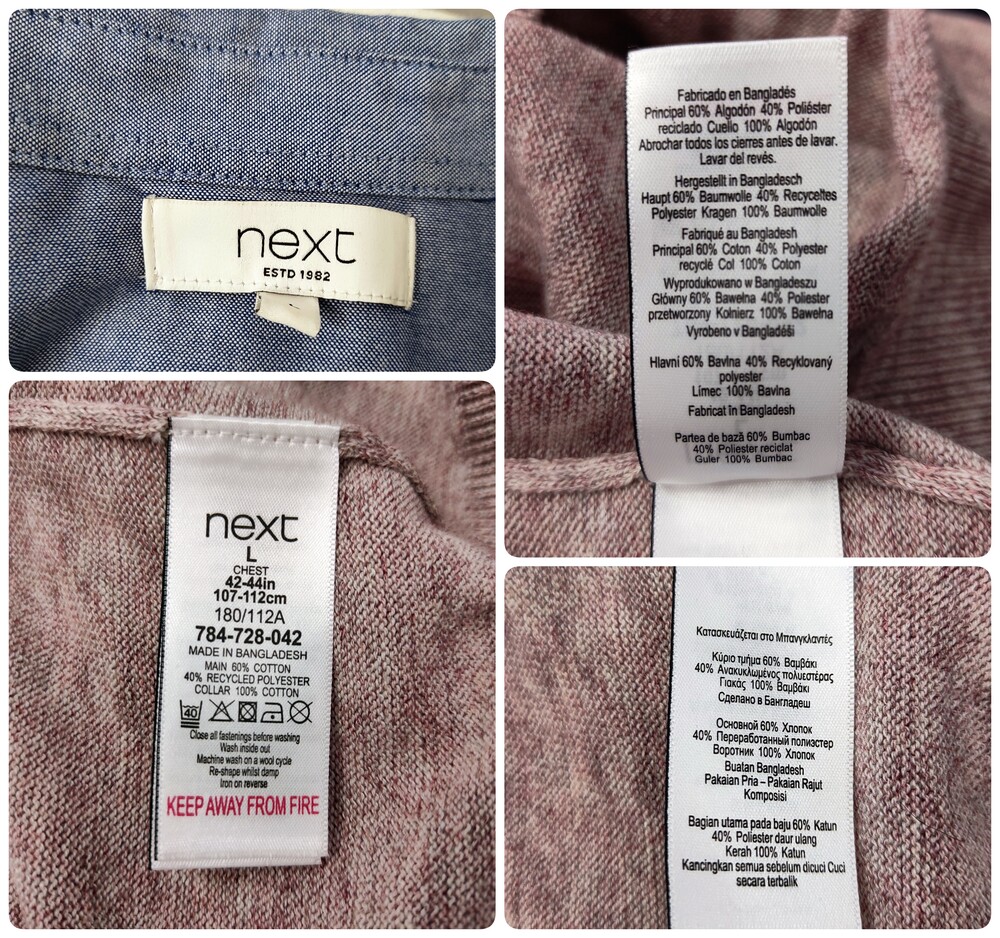 next
ESTD 1982
Fabricado en Bangladés
Principal 60% Algodón 40% Poliéster
reciclado Cuello 100% Algodón
Abrochar todos los cierres antes de lavar.
Lavar del revés.
Hergestellt in Bangladesch
Haupt 60% Baumwolle 40% Recyceltes
Polyester Kragen 100% Baumwolle
Fabriqué au Bangladesh
Principal 60% Coton 40% Polyester
recyclé Col 100% Coton
Wyprodukowano w Bangladeszu
Główny 60% Bawełna 40% Poliester
przetworzony Kołnierz 100% Bawełna
Vyrobeno v Bangladéši
Hlavní 60% Bavlna 40% Recyklovaný
polyester
Límec 100% Bavlna
Fabricat în Bangladesh
Partea de bază 60% Bumbac
40% Poliester reciclat
Guler 100% Bumbac
next
L
CHEST
42-44in
107-112cm
180/112A
784-728-042
MADE IN BANGLADESH
MAIN 60% COTTON
40% RECYCLED POLYESTER
COLLAR 100% COTTON
40
Close all fastenings before washing
Wash inside out
Machine wash on a wool cycle
Re-shape whilst damp
Iron on reverse
KEEP AWAY FROM FIRE
Κατασκευάζεται στο Μπανγκλαντές
Κύριο τμήμα 60% Βαμβάκι
40% Ανακυκλωμένος πολυεστέρας
Γιακάς 100% Βαμβάκι
Сделано в Бангладеш
Основной 60% Хлопок
40% Переработанный полиэстер
Воротник 100% Хлопок
Buatan Bangladesh
Pakaian Pria – Pakaian Rajut
Komposisi
Bagian utama pada baju 60% Katun
40% Poliester daur ulang
Kerah 100% Katun
Kancingkan semua sebelum dicuci Cuci
secara terbalik